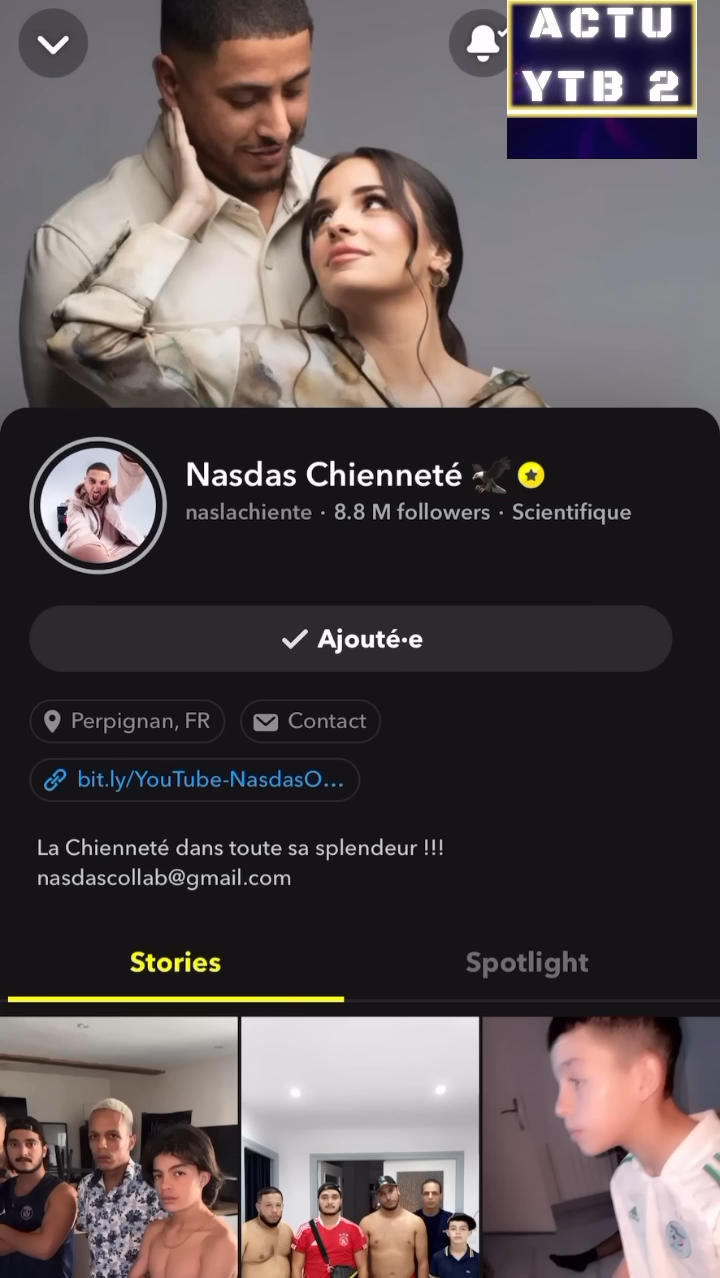 ACTU
YTB 2
Nasdas Chienneté 🦅
naslachiente · 8.8 M followers · Scientifique
Ajouté·e
Perpignan, FR
Contact
bit.ly/YouTube-NasdasO...
La Chienneté dans toute sa splendeur !!!
nasdascollab@gmail.com
Stories
Spotlight